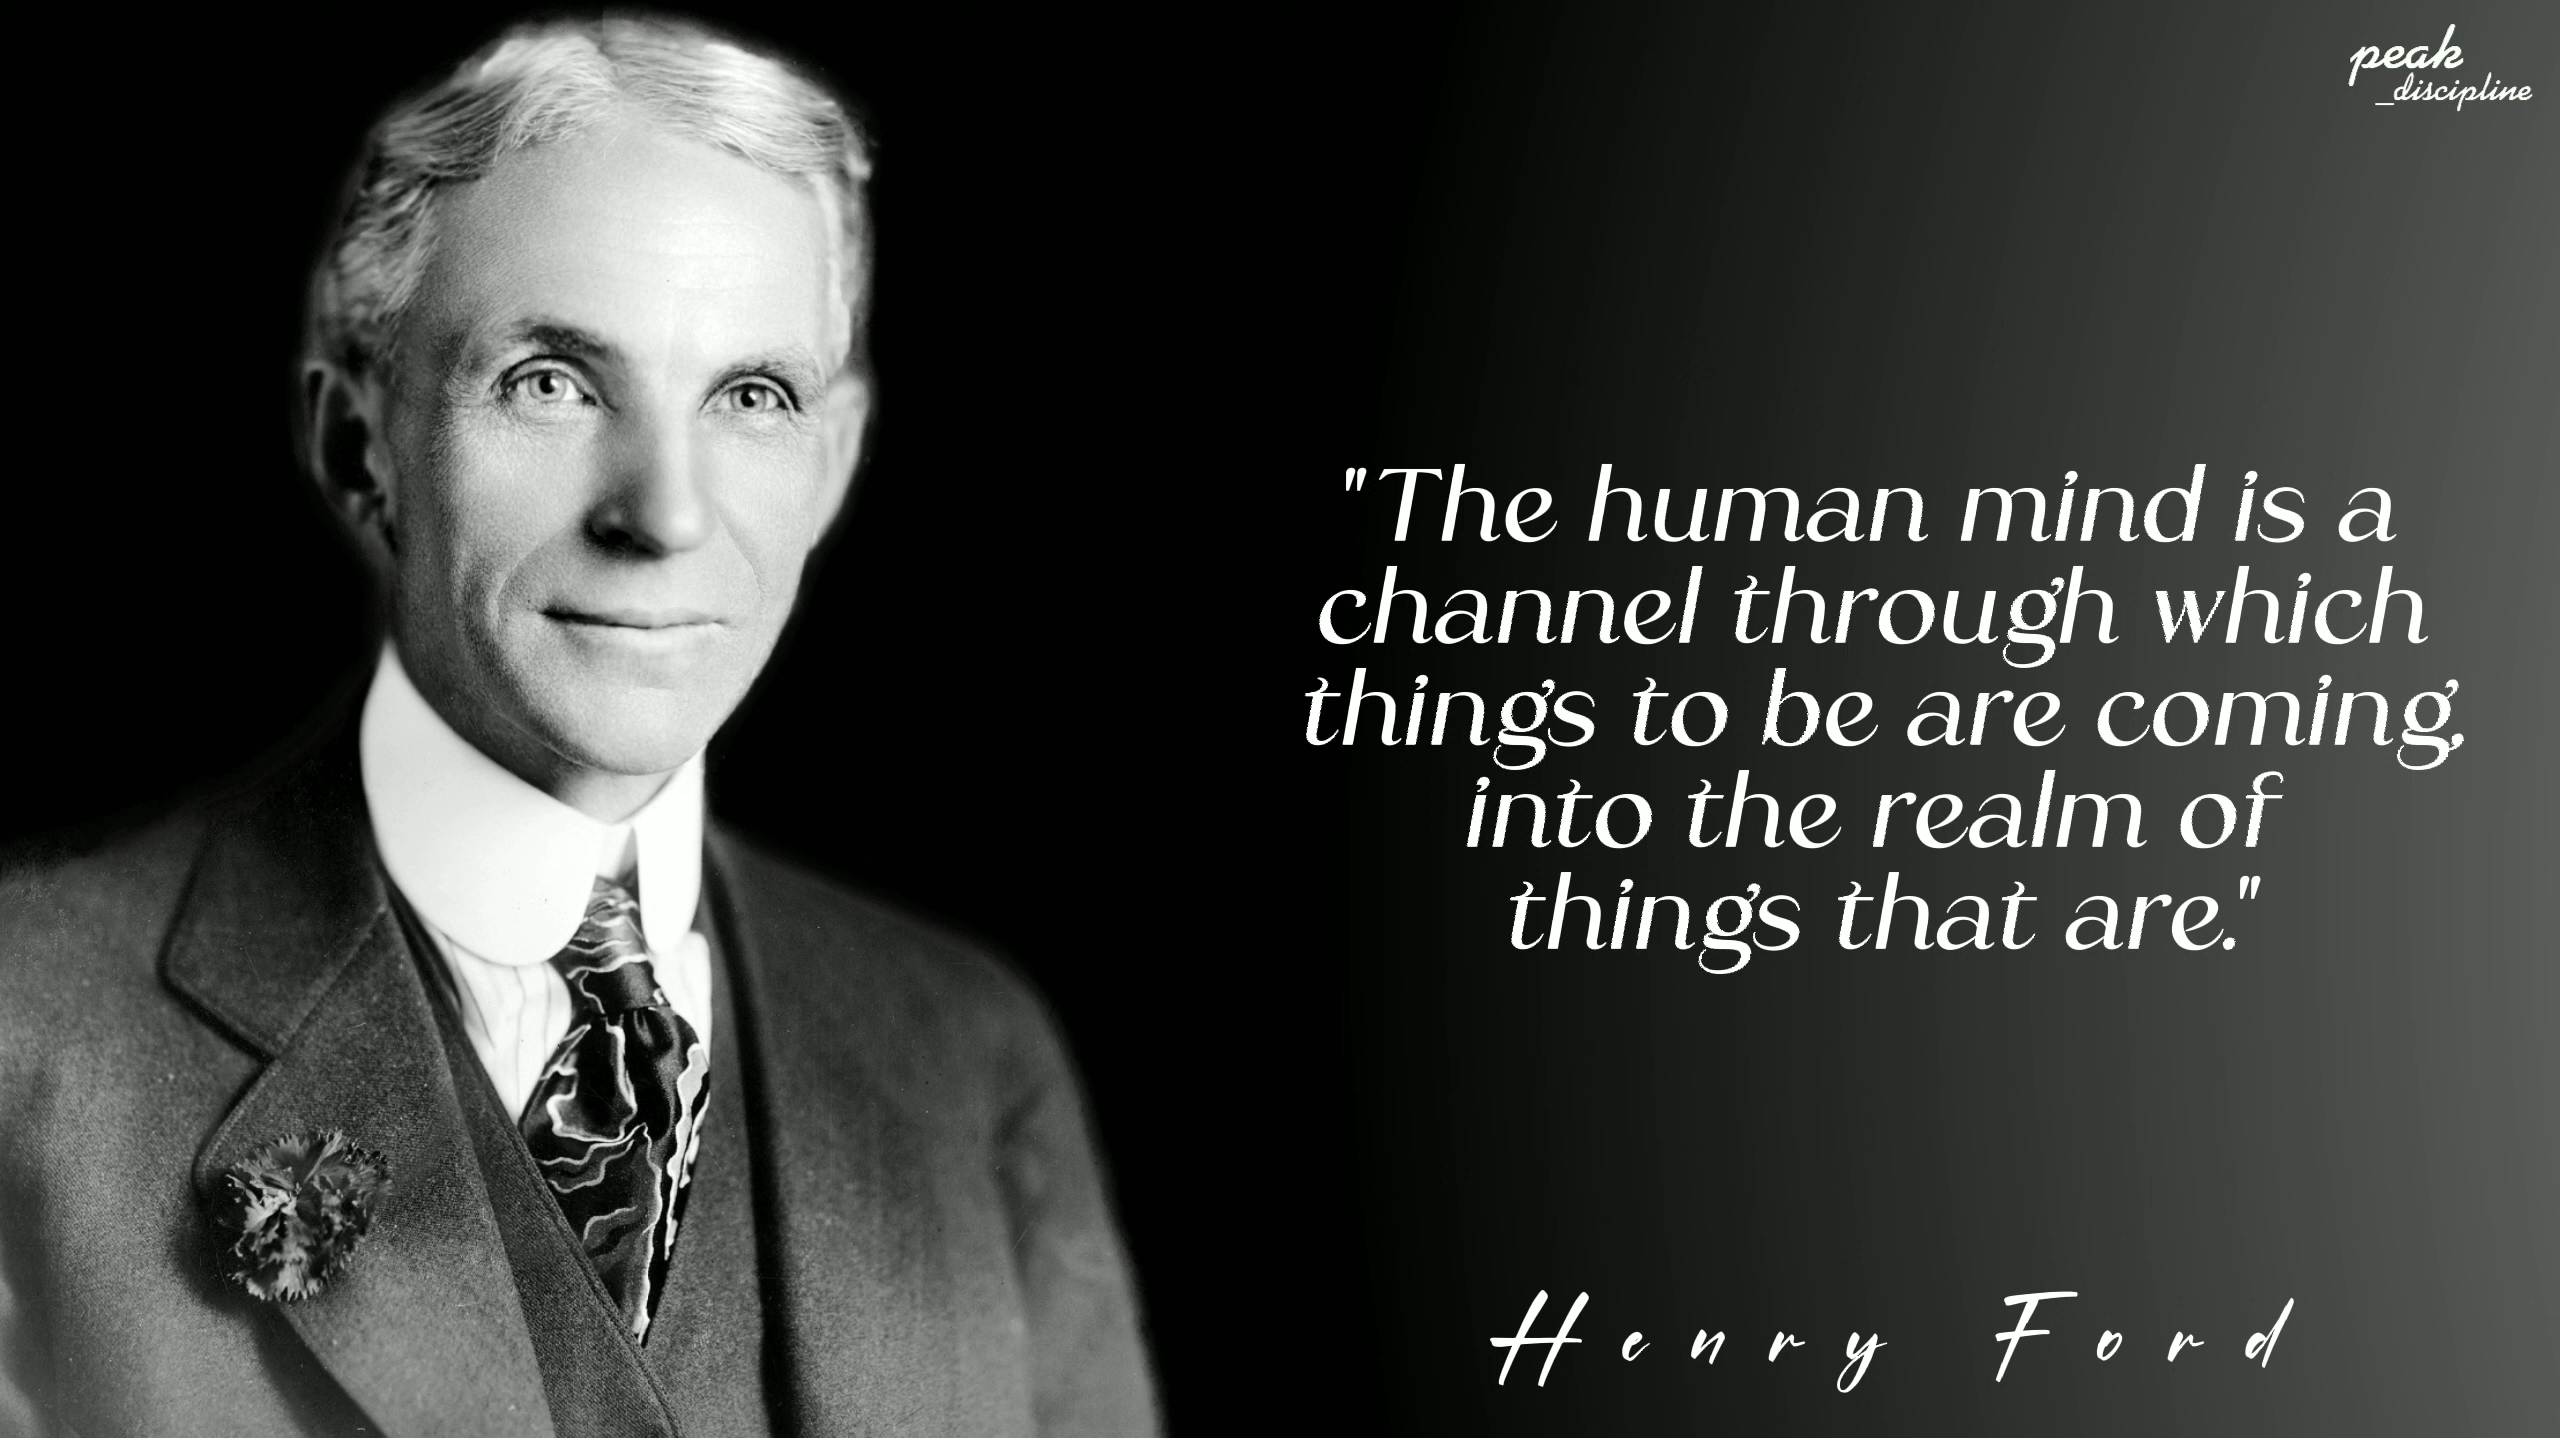 peak
_discipline
"The human mind is a
channel through which
things to be are coming,
into the realm of
things that are."
Henry Ford